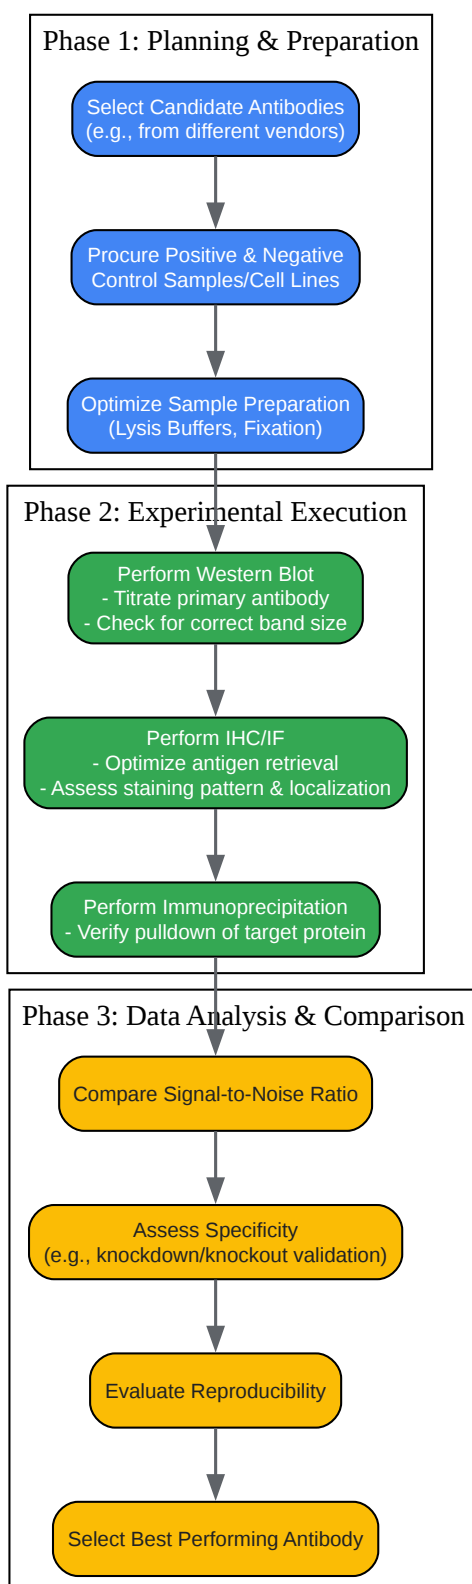 Phase 1: Planning & Preparation
Select Candidate Antibodies
(e.g., from different vendors)
Procure Positive & Negative
Control Samples/Cell Lines
Optimize Sample Preparation
(Lysis Buffers, Fixation)
Phase 2: Experimental Execution
Perform Western Blot
- Titrate primary antibody
- Check for correct band size
Perform IHC/IF
- Optimize antigen retrieval
- Assess staining pattern & localization
Perform Immunoprecipitation
- Verify pulldown of target protein
Phase 3: Data Analysis & Comparison
Compare Signal-to-Noise Ratio
Assess Specificity
(e.g., knockdown/knockout validation)
Evaluate Reproducibility
Select Best Performing Antibody